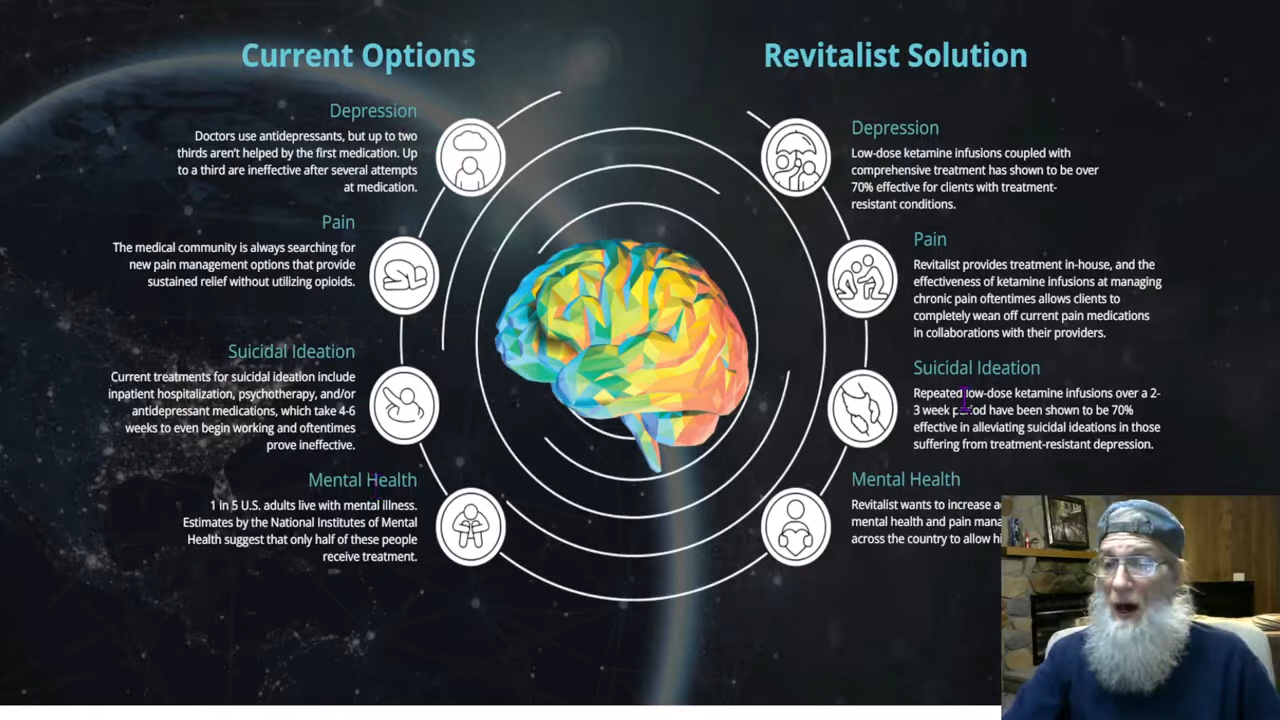 Current Options
Depression
Doctors use antidepressants, but up to two
thirds aren't helped by the first medication. Up
to a third are ineffective after several attempts
at medication.
Pain
The medical community is always searching for
new pain management options that provide
sustained relief without utilizing opioids.
Suicidal Ideation
Current treatments for suicidal ideation include
inpatient hospitalization, psychotherapy, and/or
antidepressant medications, which take 4-6
weeks to even begin working and oftentimes
prove ineffective.
Mental Health
1 in 5 U.S. adults live with mental illness.
Estimates by the National Institutes of Mental
Health suggest that only half of these people
receive treatment.
Revitalist Solution
Depression
Low-dose ketamine infusions coupled with
comprehensive treatment has shown to be over
70% effective for clients with treatment-
resistant conditions.
Pain
Revitalist provides treatment in-house, and the
effectiveness of ketamine infusions at managing
chronic pain oftentimes allows clients to
completely wean off current pain medications
in collaborations with their providers.
Suicidal Ideation
Repeated low-dose ketamine infusions over a 2-
3 week period have been shown to be 70%
effective in alleviating suicidal ideations in those
suffering from treatment-resistant depression.
Mental Health
Revitalist wants to increase
mental health and pain
across the country to allow